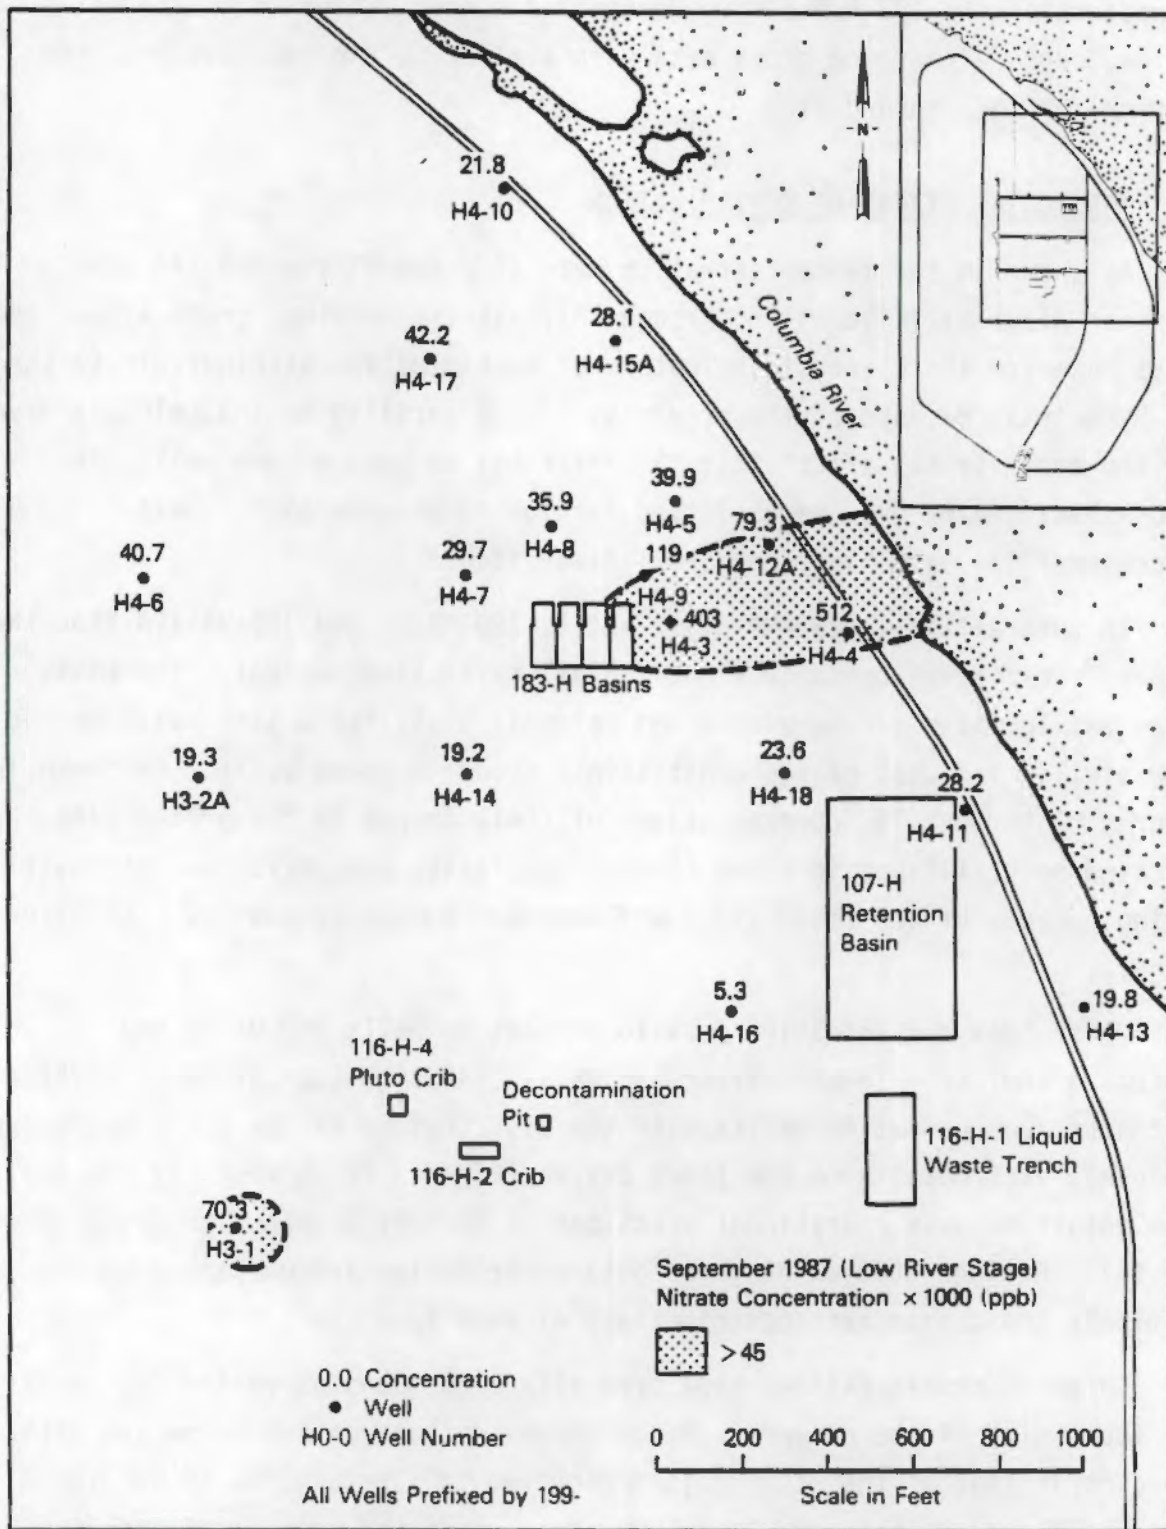 N
21.8
H4-10
Columbia River
28.1
H4-15A
42.2
H4-17
39.9
H4-5
35.9
H4-8
79.3
H4-12A
40.7
H4-6
29.7
H4-7
119
H4-9
403
H4-3
512
H4-4
183-H Basins
19.3
H3-2A
19.2
H4-14
23.6
H4-18
28.2
H4-11
107-H
Retention
Basin
5.3
H4-16
19.8
H4-13
116-H-4
Pluto Crib
Decontamination
Pit
116-H-2 Crib
116-H-1 Liquid
Waste Trench
70.3
H3-1
September 1987 (Low River Stage)
Nitrate Concentration × 1000 (ppb)
> 45
0.0 Concentration
Well
H0-0 Well Number
0 200 400 600 800 1000
All Wells Prefixed by 199-
Scale in Feet